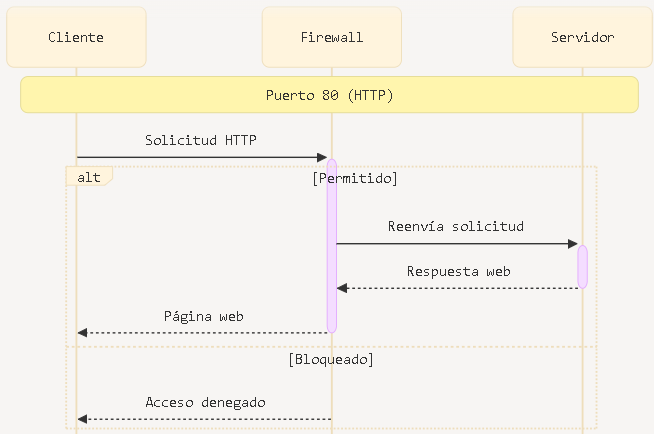 Cliente
Firewall
Servidor
Puerto 80 (HTTP)
Solicitud HTTP
alt
[Permitido]
Reenvía solicitud
Respuesta web
Página web
[Bloqueado]
Acceso denegado